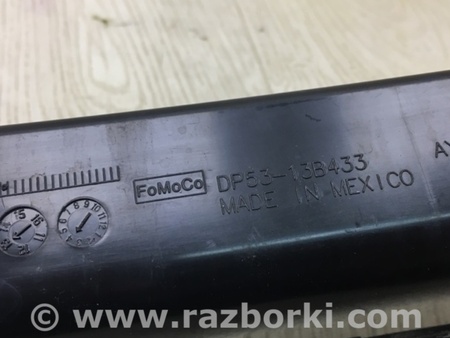 FoMoCo
DP53-13B433
MADE IN MEXICO
© www.razborki.com